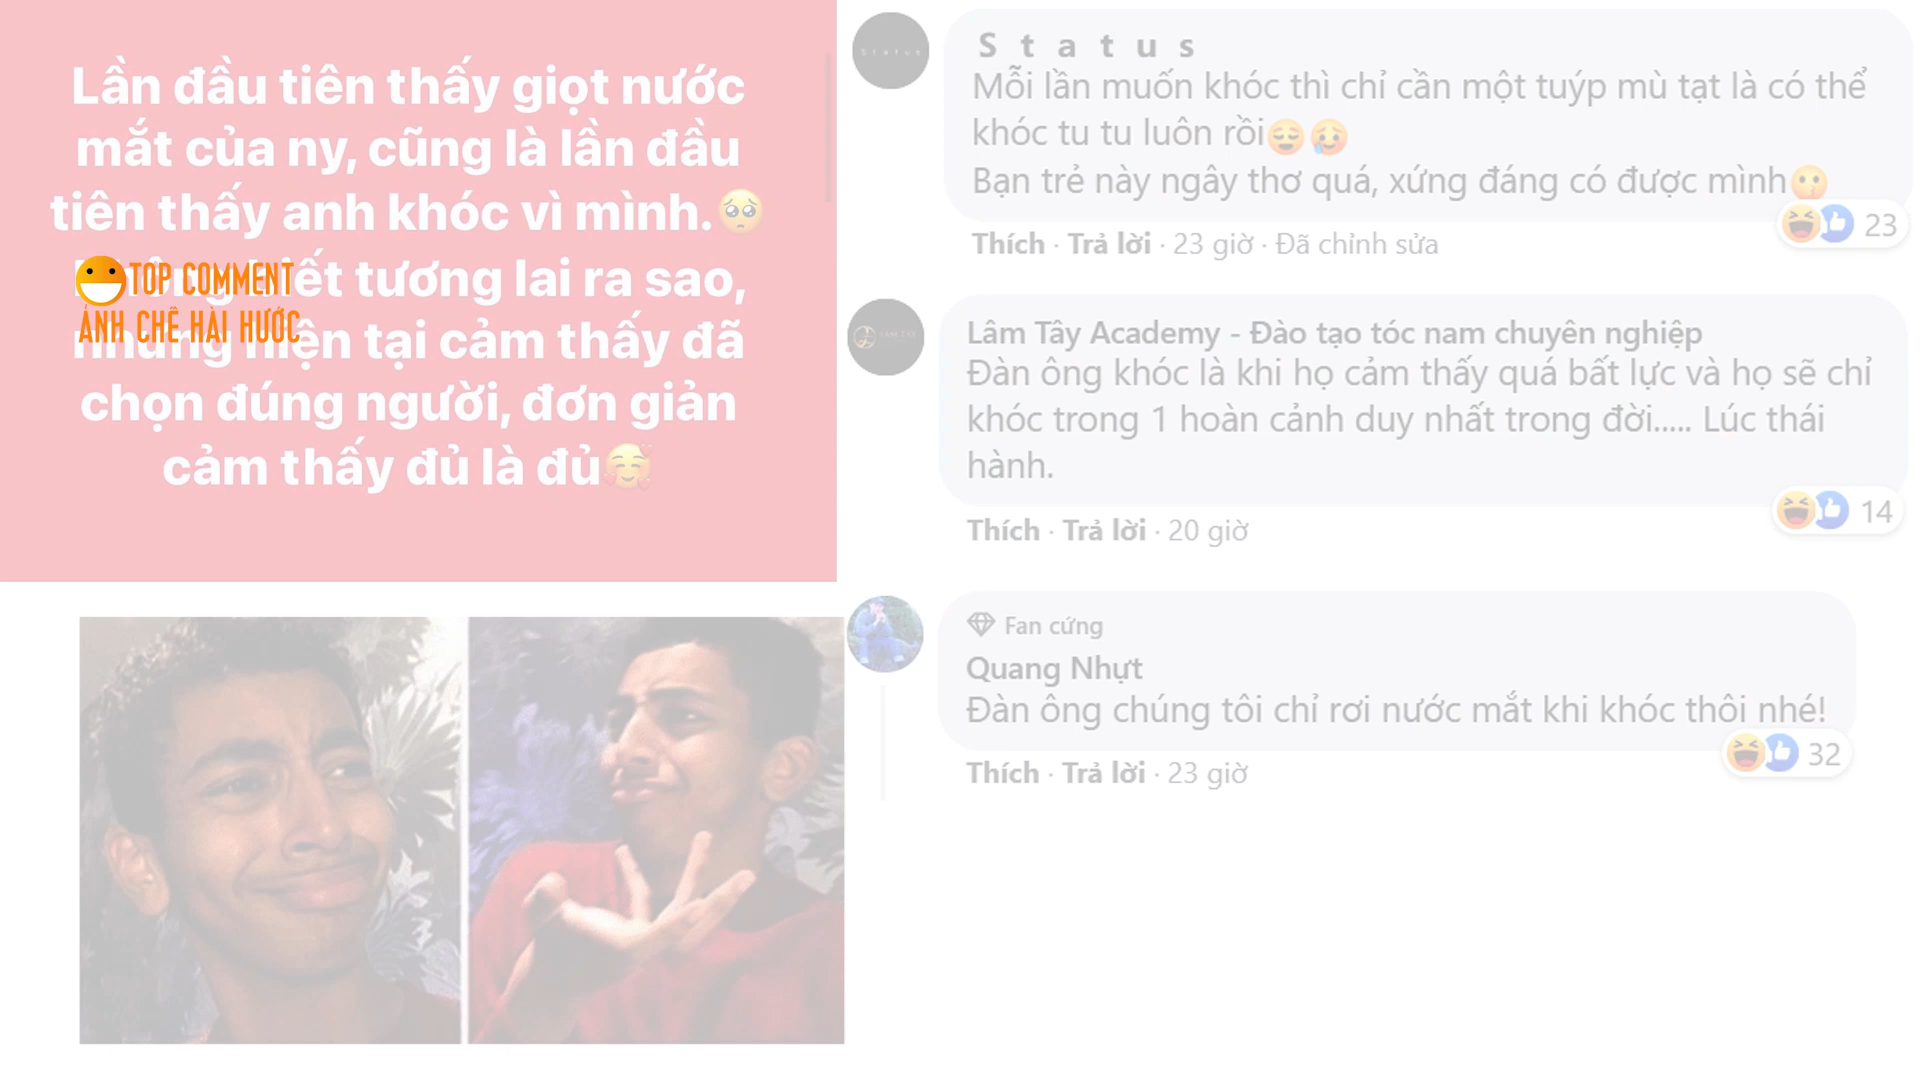 Lần đầu tiên thấy giọt nước
mắt của ny, cũng là lần đầu
tiên thấy anh khóc vì mình.🥺
biết tương lai ra sao,
nhưng hiện tại cảm thấy đã
chọn đúng người, đơn giản
cảm thấy đủ là đủ🥰
TOP COMMENT
ẢNH CHẾ HÀI HƯỚC
Status
S t a t u s
Mỗi lần muốn khóc thì chỉ cần một tuýp mù tạt là có thể
khóc tu tu luôn rồi😌🥲
Bạn trẻ này ngây thơ quá, xứng đáng có được mình😗
23
Thích · Trả lời · 23 giờ · Đã chỉnh sửa
LÂM TÂY
Lâm Tây Academy - Đào tạo tóc nam chuyên nghiệp
Đàn ông khóc là khi họ cảm thấy quá bất lực và họ sẽ chỉ
khóc trong 1 hoàn cảnh duy nhất trong đời..... Lúc thái
hành.
14
Thích · Trả lời · 20 giờ
Fan cứng
Quang Nhựt
Đàn ông chúng tôi chỉ rơi nước mắt khi khóc thôi nhé!
32
Thích · Trả lời · 23 giờ